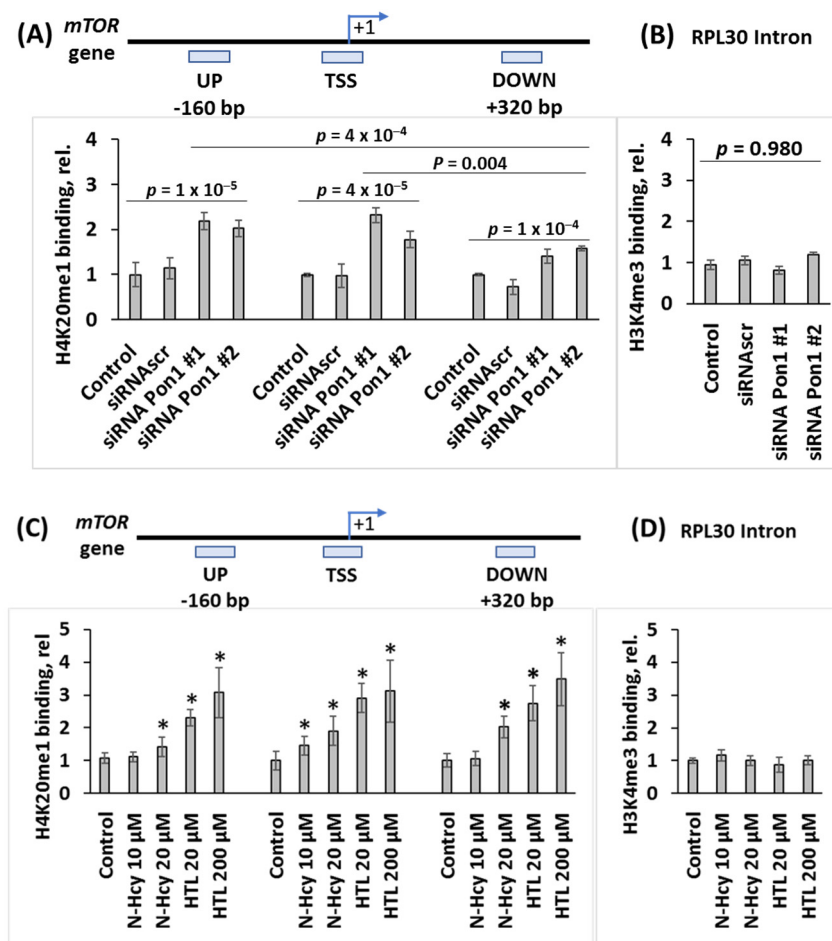 (A)
mTOR
gene
+1
UP
-160 bp
TSS
DOWN
+320 bp
H4K20me1 binding, rel.
4
3
2
1
0
p = 4 x 10⁻⁴
P = 0.004
p = 1 x 10⁻⁵
p = 4 x 10⁻⁵
p = 1 x 10⁻⁴
Control
siRNAscr
siRNA Pon1 #1
siRNA Pon1 #2
Control
siRNAscr
siRNA Pon1 #1
siRNA Pon1 #2
Control
siRNAscr
siRNA Pon1 #1
siRNA Pon1 #2
(B)
RPL30 Intron
H3K4me3 binding, rel.
4
3
2
1
0
p = 0.980
Control
siRNAscr
siRNA Pon1 #1
siRNA Pon1 #2
(C)
mTOR
gene
+1
UP
-160 bp
TSS
DOWN
+320 bp
H4K20me1 binding, rel.
5
4
3
2
1
0
* * *
* * * *
* * *
Control
N-Hcy 10 µM
N-Hcy 20 µM
HTL 20 µM
HTL 200 µM
Control
N-Hcy 10 µM
N-Hcy 20 µM
HTL 20 µM
HTL 200 µM
Control
N-Hcy 10 µM
N-Hcy 20 µM
HTL 20 µM
HTL 200 µM
(D)
RPL30 Intron
H3K4me3 binding, rel.
5
4
3
2
1
0
Control
N-Hcy 10 µM
N-Hcy 20 µM
HTL 20 µM
HTL 200 µM